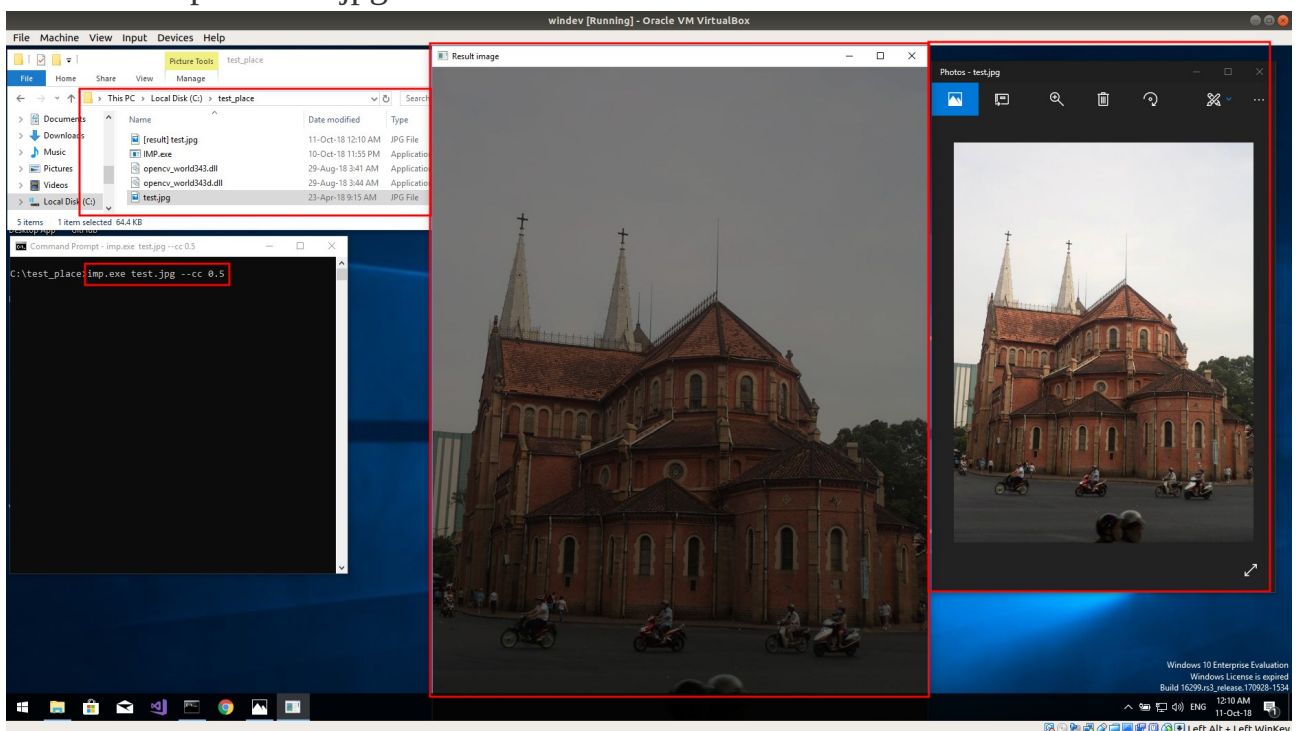 windev [Running] - Oracle VM VirtualBox
File Machine View Input Devices Help
Picture Tools test_place
File Home Share View Manage
This PC > Local Disk (C:) > test_place
Search
Documents
Downloads
Music
Pictures
Videos
Local Disk (C:)
Name Date modified Type
[result] test.jpg 11-Oct-18 12:10 AM JPG File
IMP.exe 10-Oct-18 11:55 PM Application
opencv_world343.dll 29-Aug-18 3:41 AM Application
opencv_world343d.dll 29-Aug-18 3:44 AM Application
test.jpg 23-Apr-18 9:15 AM JPG File
5 items 1 item selected 64.4 KB
Command Prompt - imp.exe test.jpg --cc 0.5
C:\test_place>imp.exe test.jpg --cc 0.5
Result image
Photos - test.jpg
Windows 10 Enterprise Evaluation
Windows License is expired
Build 16299.rs3_release.170928-1534
ENG
12:10 AM
11-Oct-18
Left Alt + Left WinKey